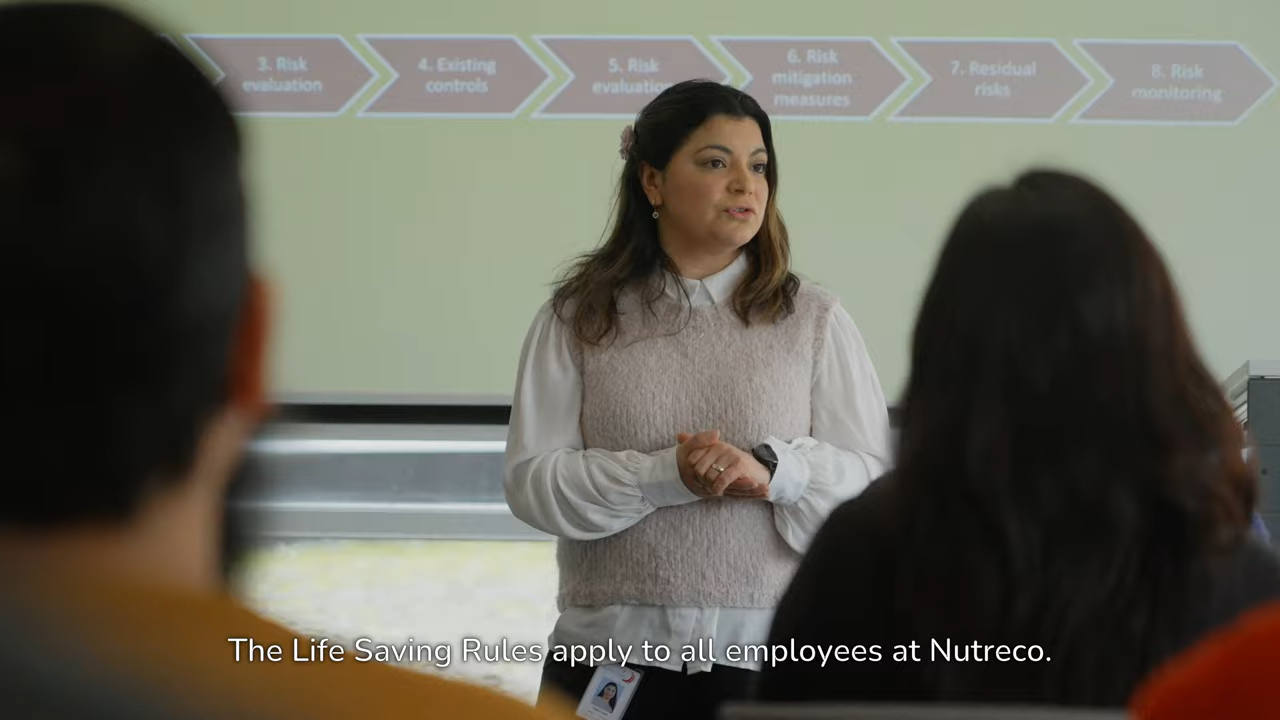 3. Risk
evaluation
4. Existing
controls
5. Risk
evaluation
6. Risk
mitigation
measures
7. Residual
risks
8. Risk
monitoring
The Life Saving Rules apply to all employees at Nutreco.